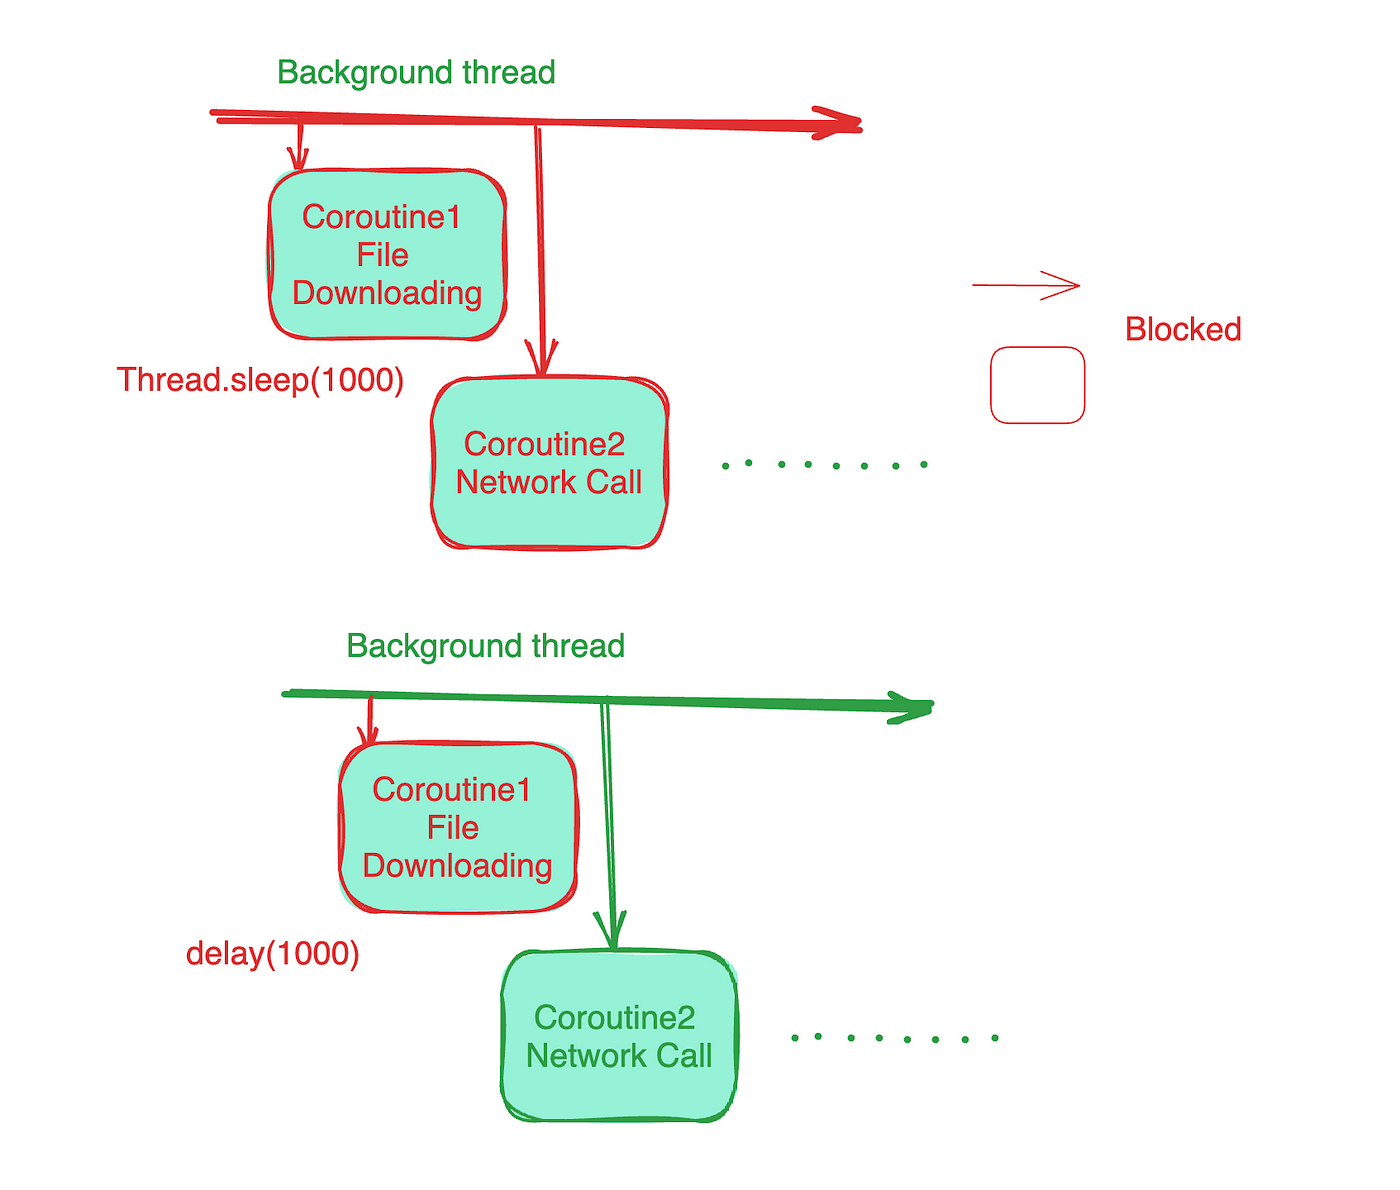 Background thread
Coroutine1
File
Downloading
Thread.sleep(1000)
Coroutine2
Network Call
Blocked
Background thread
Coroutine1
File
Downloading
delay(1000)
Coroutine2
Network Call